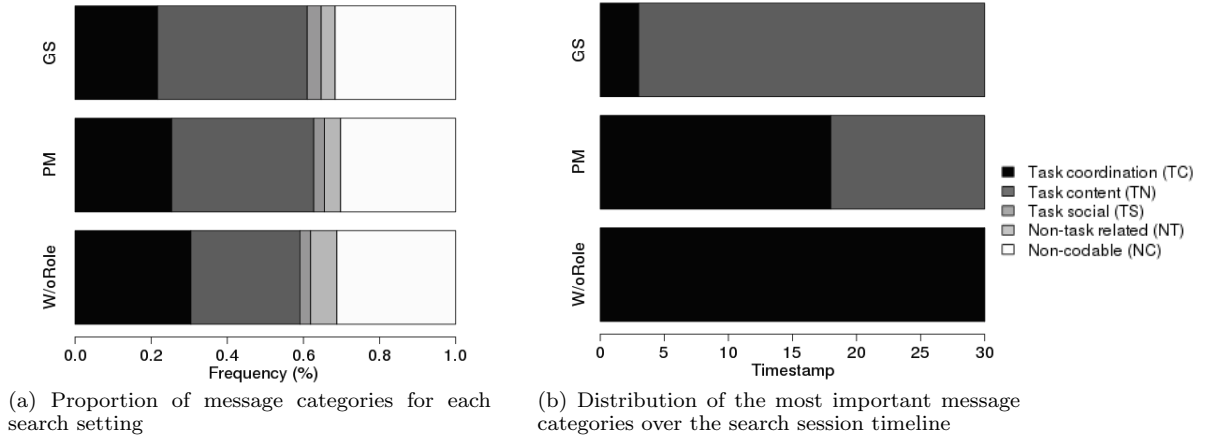 GS
PM
W/oRole
0.0 0.2 0.4 0.6 0.8 1.0
Frequency (%)
(a) Proportion of message categories for each
search setting
GS
PM
W/oRole
0 5 10 15 20 25 30
Timestamp
Task coordination (TC)
Task content (TN)
Task social (TS)
Non-task related (NT)
Non-codable (NC)
(b) Distribution of the most important message
categories over the search session timeline